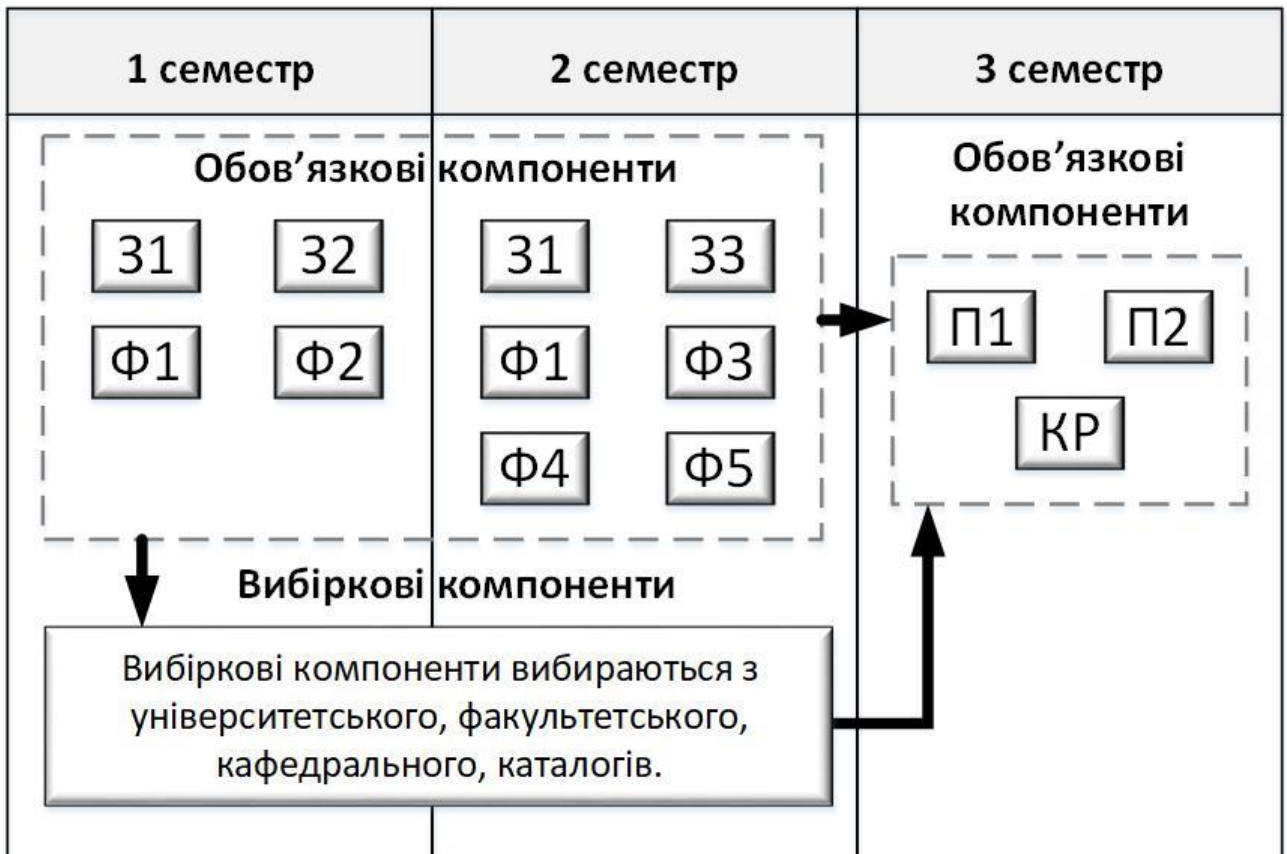 1 семестр
2 семестр
3 семестр
Обов’язкові компоненти
З1
З2
З1
З3
Ф1
Ф2
Ф1
Ф3
Ф4
Ф5
Обов’язкові
компоненти
П1
П2
КР
Вибіркові компоненти
Вибіркові компоненти вибираються з
університетського, факультетського,
кафедрального, каталогів.